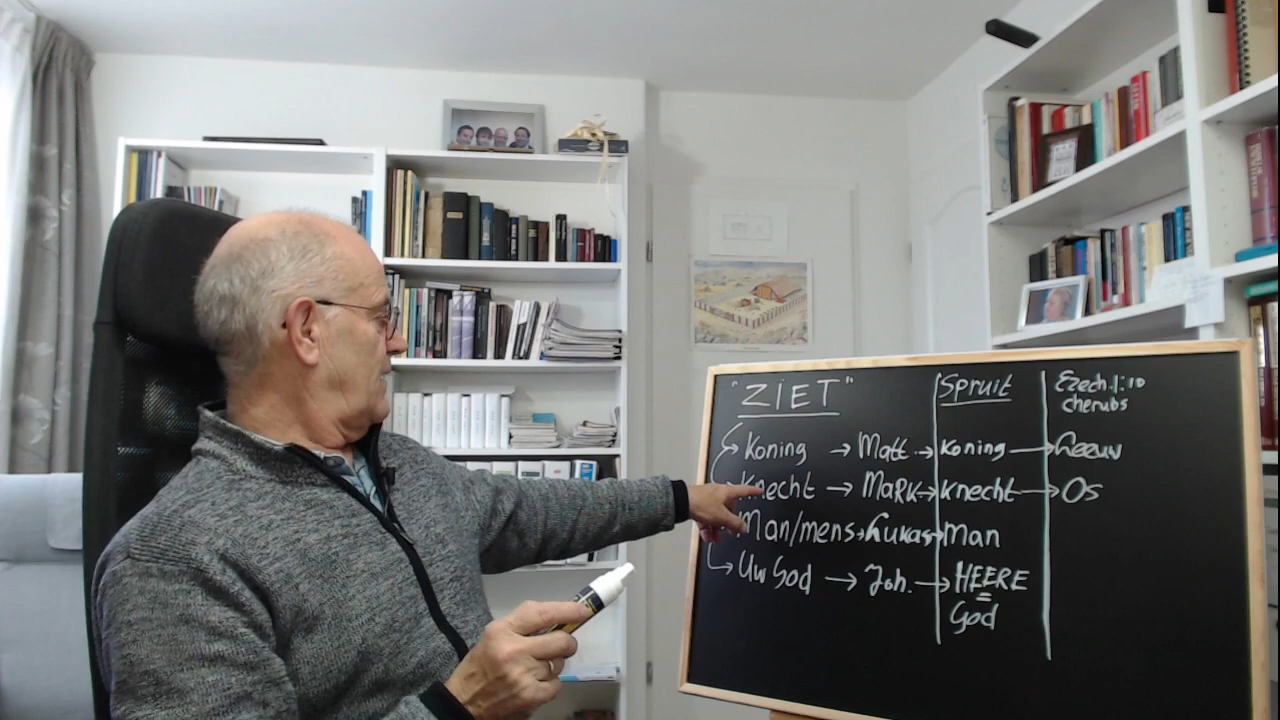 "ZIET" Spruit Ezech. 1:10
cherubs
Koning → Matt. → Koning → Leeuw
Knecht → Mark → Knecht → Os
Man/mens → Lukas → Man
Uw God → Joh. → HEERE
=
God